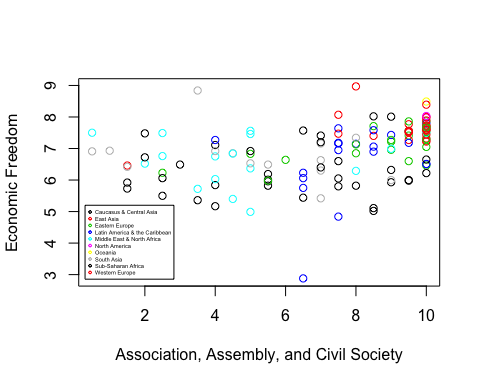 Economic Freedom
9
8
7
6
5
4
3
Caucasus & Central Asia
East Asia
Eastern Europe
Latin America & the Caribbean
Middle East & North Africa
North America
Oceania
South Asia
Sub-Saharan Africa
Western Europe
2 4 6 8 10
Association, Assembly, and Civil Society